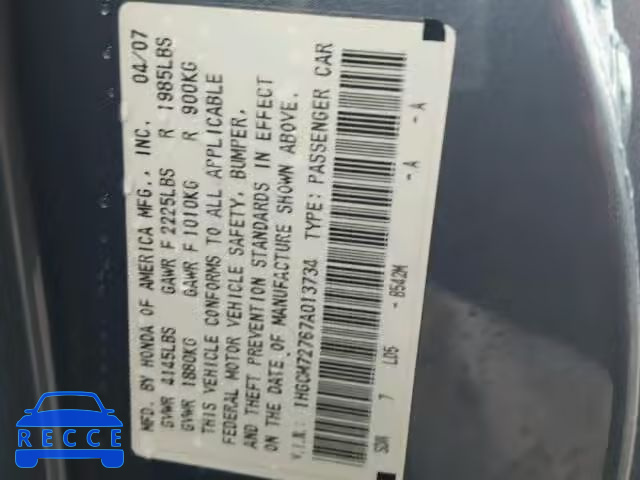 MFD. BY HONDA OF AMERICA MFG., INC. 04/07
GVWR 4145LBS GAWR F 2225LBS R 1985LBS
GVWR 1880KG GAWR F 1010KG R 900KG
THIS VEHICLE CONFORMS TO ALL APPLICABLE
FEDERAL MOTOR VEHICLE SAFETY, BUMPER,
AND THEFT PREVENTION STANDARDS IN EFFECT
ON THE DATE OF MANUFACTURE SHOWN ABOVE.
V.I.N.: 1HGCM72767A013734 TYPE: PASSENGER CAR
SDN 7 LD5 - B542M - A - A
RECCE